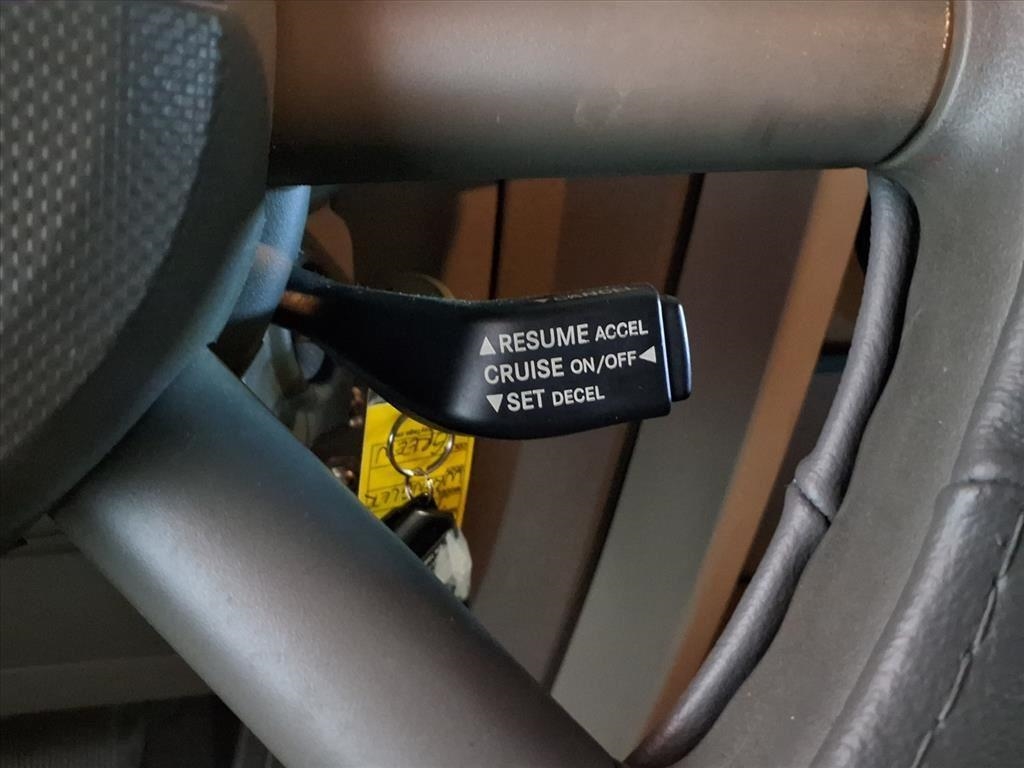 ▲RESUME ACCEL
CRUISE ON/OFF◀
▼SET DECEL